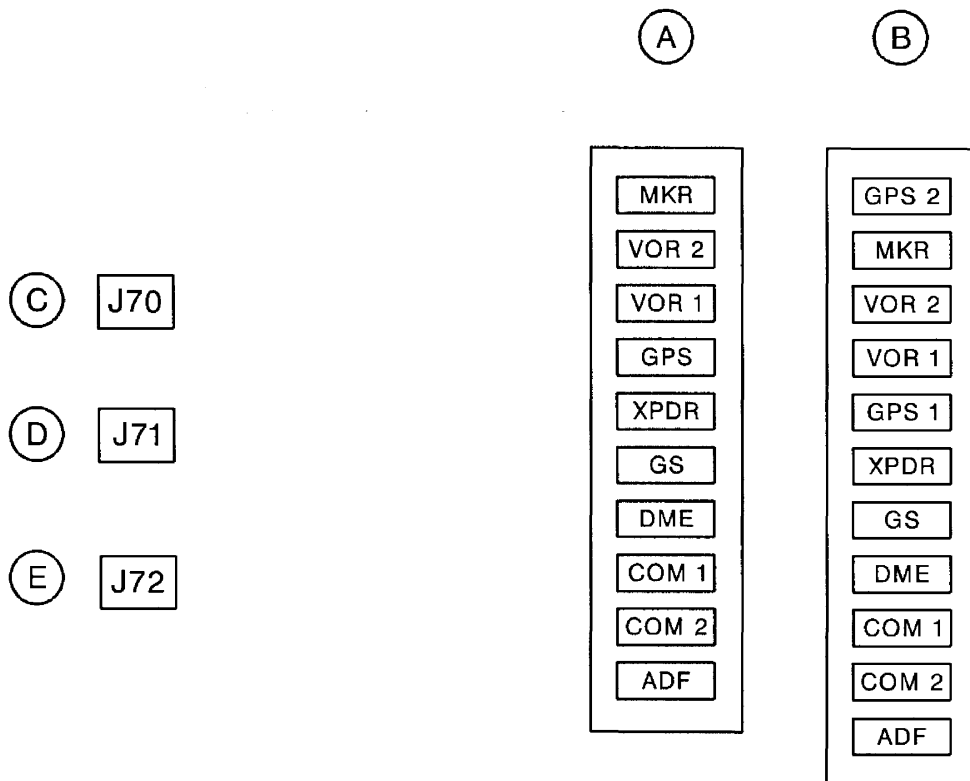 A
B
C
J70
D
J71
E
J72
MKR
VOR 2
VOR 1
GPS
XPDR
GS
DME
COM 1
COM 2
ADF
GPS 2
MKR
VOR 2
VOR 1
GPS 1
XPDR
GS
DME
COM 1
COM 2
ADF